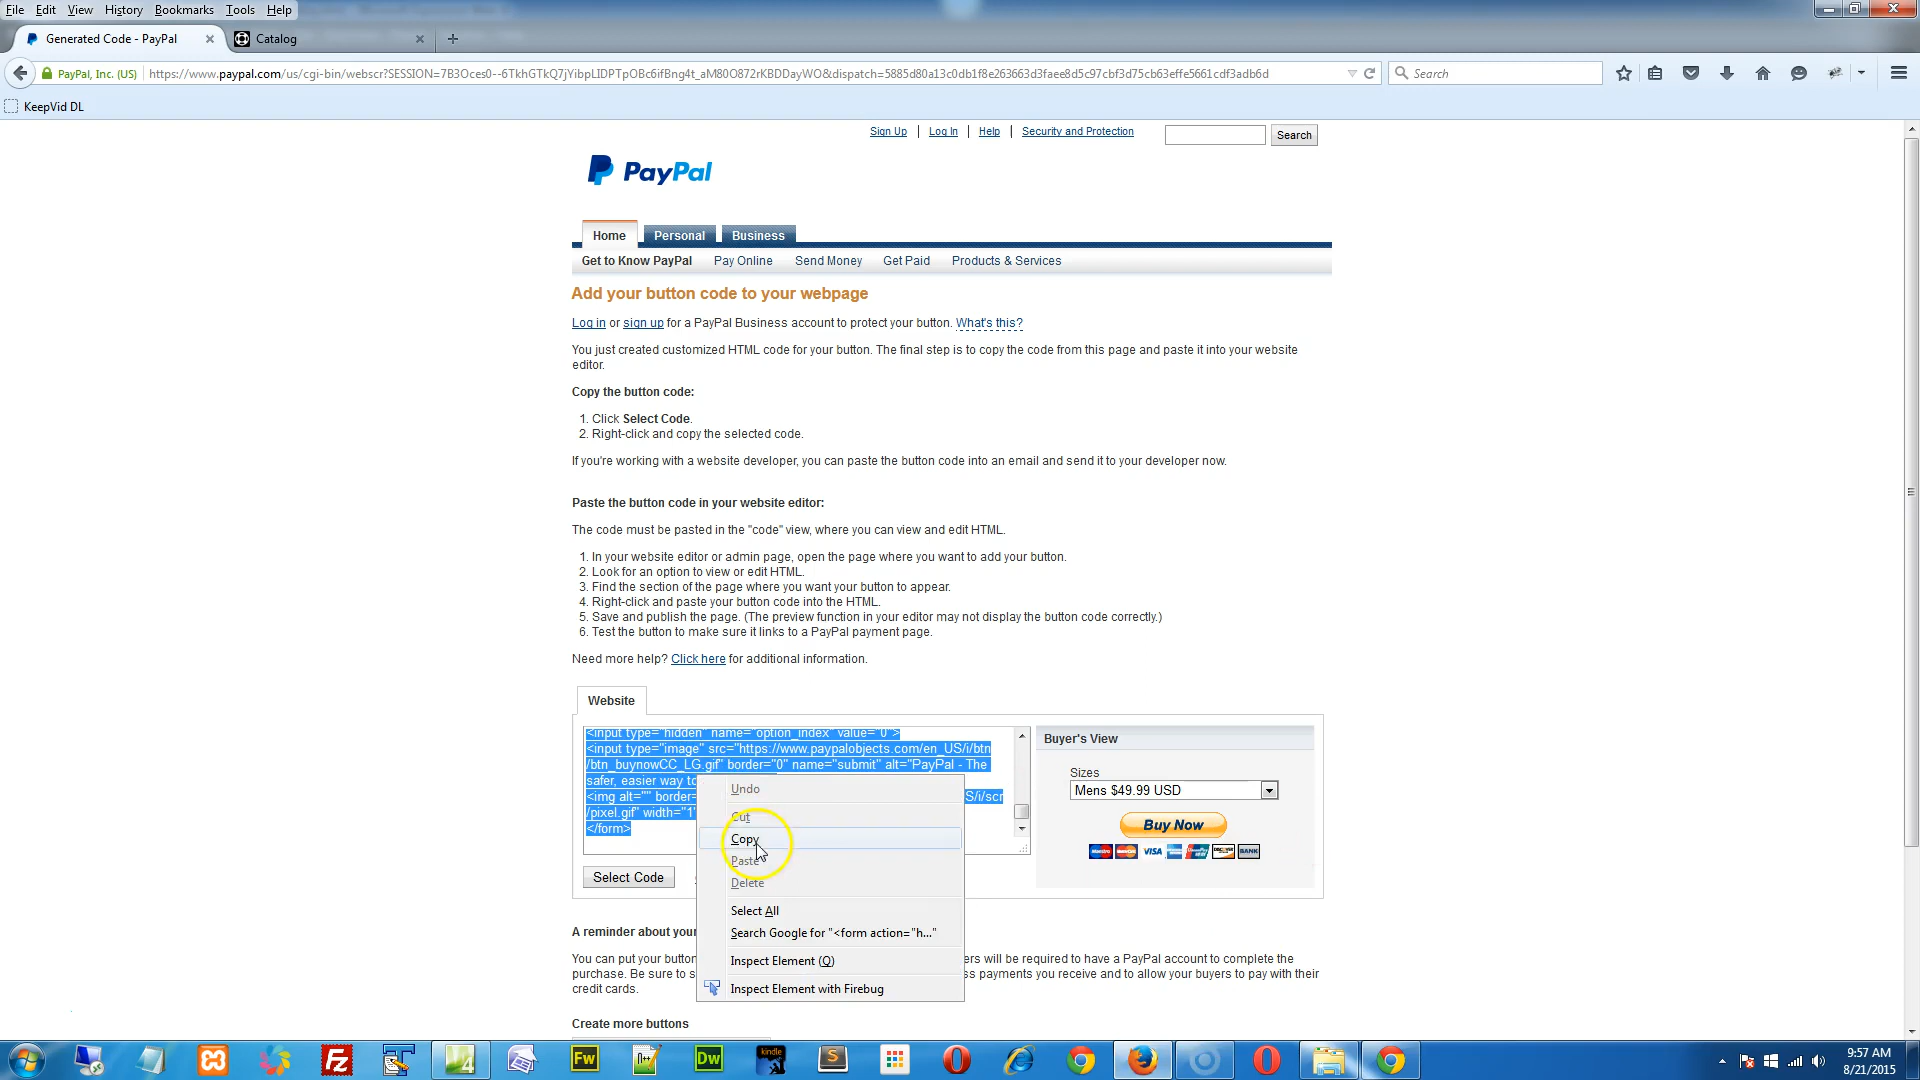 File Edit View History Bookmarks Tools Help
Generated Code - PayPal
Catalog
PayPal, Inc. (US)
https://www.paypal.com/us/cgi-bin/webscr?SESSION=7B3Oces0--6TkhGTkQ7jYibpLIDPTpOBc6ifBng4t_aM80O872rKBDDayWO&dispatch=5885d80a13c0db1f8e263663d3faee8d5c97cbf3d75cb63effe5661cdf3adb6d
Search
KeepVid DL
Sign Up | Log In | Help | Security and Protection
Search
PayPal
Home Personal Business
Get to Know PayPal Pay Online Send Money Get Paid Products & Services
Add your button code to your webpage
Log in or sign up for a PayPal Business account to protect your button. What's this?
You just created customized HTML code for your button. The final step is to copy the code from this page and paste it into your website
editor.
Copy the button code:
1. Click Select Code.
2. Right-click and copy the selected code.
If you're working with a website developer, you can paste the button code into an email and send it to your developer now.
Paste the button code in your website editor:
The code must be pasted in the "code" view, where you can view and edit HTML.
1. In your website editor or admin page, open the page where you want to add your button.
2. Look for an option to view or edit HTML.
3. Find the section of the page where you want your button to appear.
4. Right-click and paste your button code into the HTML.
5. Save and publish the page. (The preview function in your editor may not display the button code correctly.)
6. Test the button to make sure it links to a PayPal payment page.
Need more help? Click here for additional information.
Website
<input type="hidden" name="option_index" value="0">
<input type="image" src="https://www.paypalobjects.com/en_US/i/btn
/btn_buynowCC_LG.gif" border="0" name="submit" alt="PayPal - The
safer, easier way to
<img alt="" border= S/i/scr
/pixel.gif" width="1"
</form>
Select Code
Buyer's View
Sizes
Mens $49.99 USD
Buy Now
VISA
BANK
Undo
Cut
Copy
Paste
Delete
Select All
Search Google for "<form action="h..."
Inspect Element (Q)
Inspect Element with Firebug
A reminder about your
You can put your button ers will be required to have a PayPal account to complete the
purchase. Be sure to s ss payments you receive and to allow your buyers to pay with their
credit cards.
Create more buttons
Fz
4
Fw
Dw
kindle
S
9:57 AM
8/21/2015